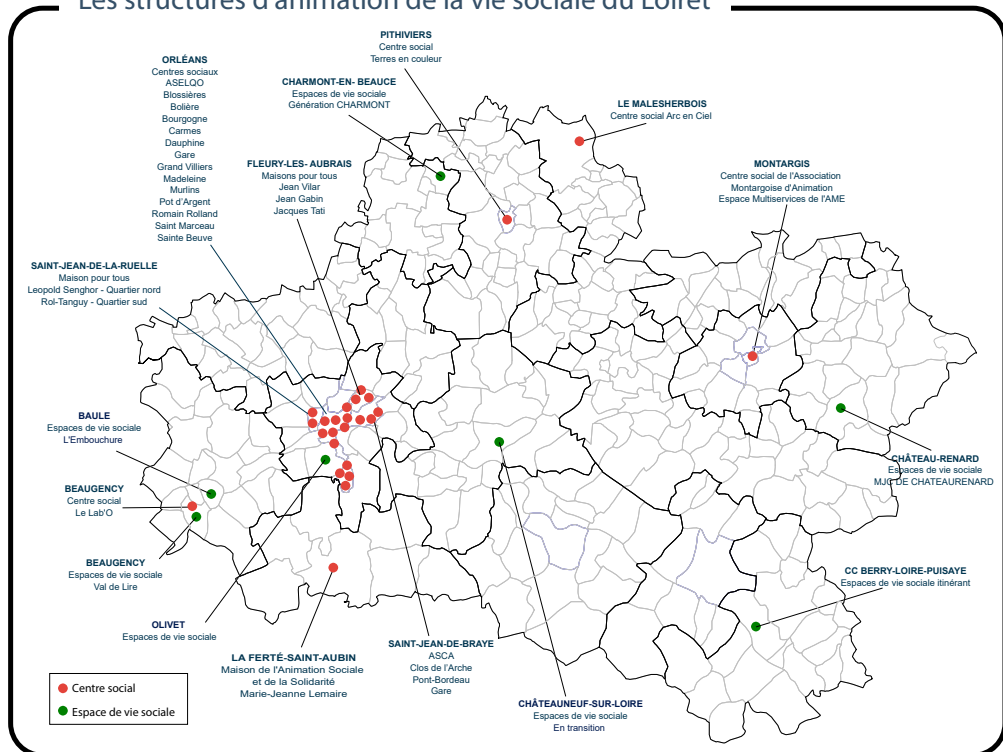 Les structures d'animation de la vie sociale du Loiret
PITHIVIERS
Centre social
Terres en couleur
ORLÉANS
Centres sociaux
ASELQO
Blossières
Bolière
Bourgogne
Carmes
Dauphine
Gare
Grand Villiers
Madeleine
Murlins
Pot d'Argent
Romain Rolland
Saint Marceau
Sainte Beuve
CHARMONT-EN- BEAUCE
Espaces de vie sociale
Génération CHARMONT
LE MALESHERBOIS
Centre social Arc en Ciel
FLEURY-LES- AUBRAIS
Maisons pour tous
Jean Vilar
Jean Gabin
Jacques Tati
MONTARGIS
Centre social de l'Association
Montargoise d'Animation
Espace Multiservices de l'AME
SAINT-JEAN-DE-LA-RUELLE
Maison pour tous
Leopold Senghor - Quartier nord
Rol-Tanguy - Quartier sud
BAULE
Espaces de vie sociale
L'Embouchure
BEAUGENCY
Centre social
Le Lab'O
BEAUGENCY
Espaces de vie sociale
Val de Lire
CHÂTEAU-RENARD
Espaces de vie sociale
MJC DE CHATEAURENARD
CC BERRY-LOIRE-PUISAYE
Espaces de vie sociale itinérant
OLIVET
Espaces de vie sociale
LA FERTÉ-SAINT-AUBIN
Maison de l'Animation Sociale
et de la Solidarité
Marie-Jeanne Lemaire
SAINT-JEAN-DE-BRAYE
ASCA
Clos de l'Arche
Pont-Bordeau
Gare
CHÂTEAUNEUF-SUR-LOIRE
Espaces de vie sociale
En transition
Centre social
Espace de vie sociale